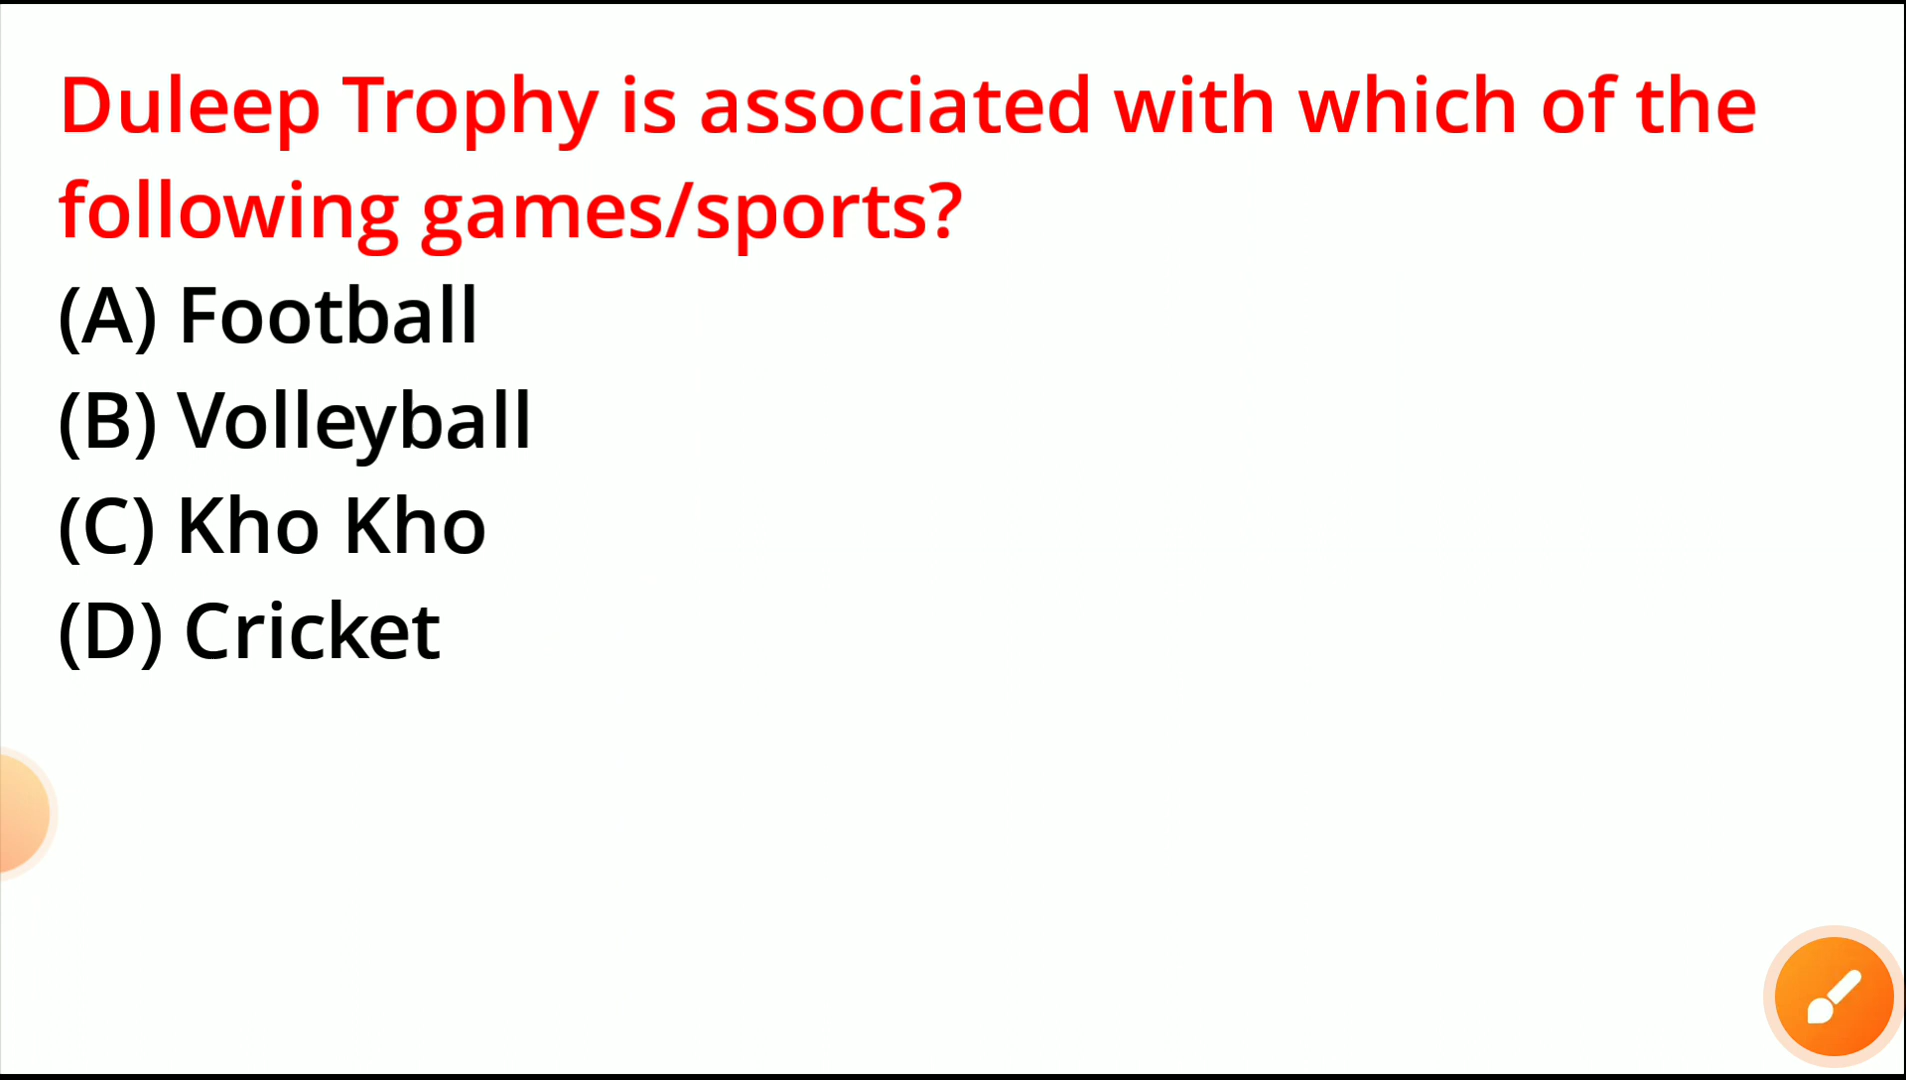 Duleep Trophy is associated with which of the
following games/sports?
(A) Football
(B) Volleyball
(C) Kho Kho
(D) Cricket